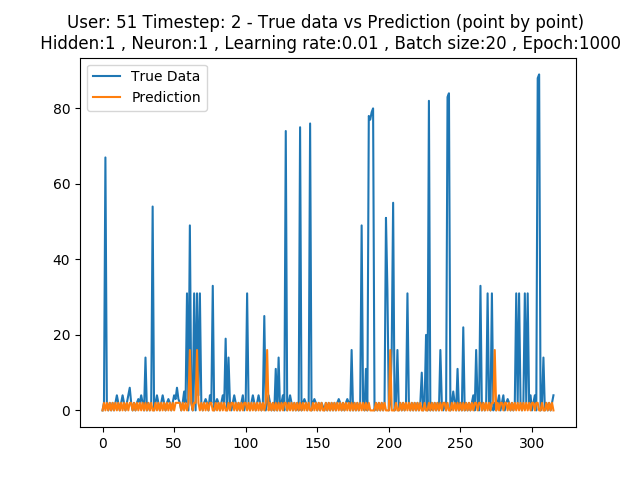 User: 51 Timestep: 2 - True data vs Prediction (point by point)
Hidden:1 , Neuron:1 , Learning rate:0.01 , Batch size:20 , Epoch:1000
True Data
Prediction
80
60
40
20
0
0 50 100 150 200 250 300